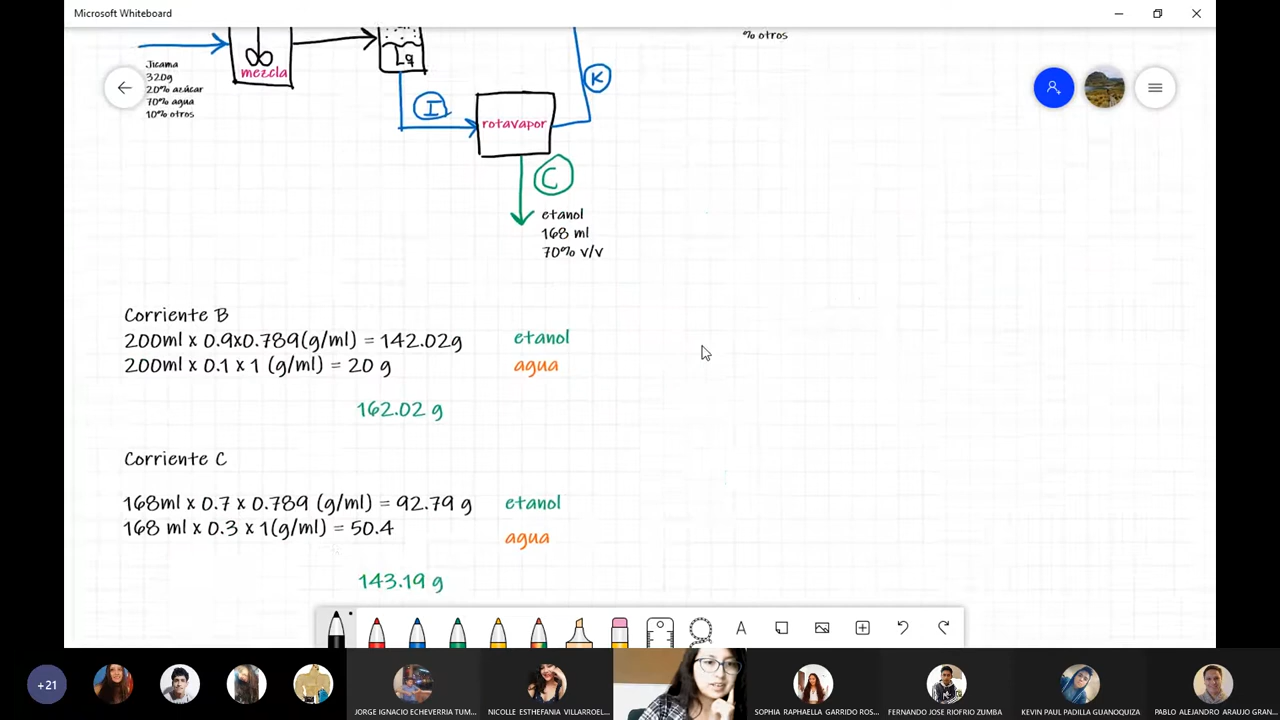 Microsoft Whiteboard
% otros
Lq
mezcla
Jicama
320g
20% azúcar
70% agua
10% otros
K
I
rotavapor
C
etanol
168 ml
70% v/v
Corriente B
200ml x 0.9x0.789(g/ml) = 142.02g
etanol
200ml x 0.1 x 1 (g/ml) = 20 g
agua
162.02 g
Corriente C
168ml x 0.7 x 0.789 (g/ml) = 92.79 g
etanol
168 ml x 0.3 x 1(g/ml) = 50.4
agua
143.19 g
A
+21
JORGE IGNACIO ECHEVERRIA TUM...
NICOLLE ESTHEFANIA VILLARROEL...
SOPHIA RAPHAELLA GARRIDO ROS...
FERNANDO JOSE RIOFRIO ZUMBA
KEVIN PAUL PADILLA GUANOQUIZA
PABLO ALEJANDRO ARAUJO GRAN...